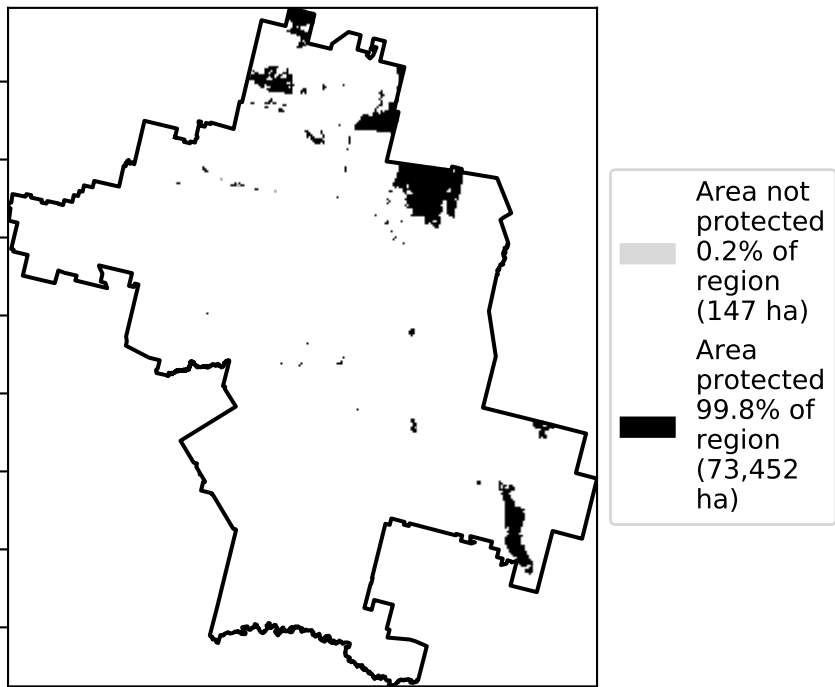 Area not
protected
0.2% of
region
(147 ha)
Area
protected
99.8% of
region
(73,452
ha)